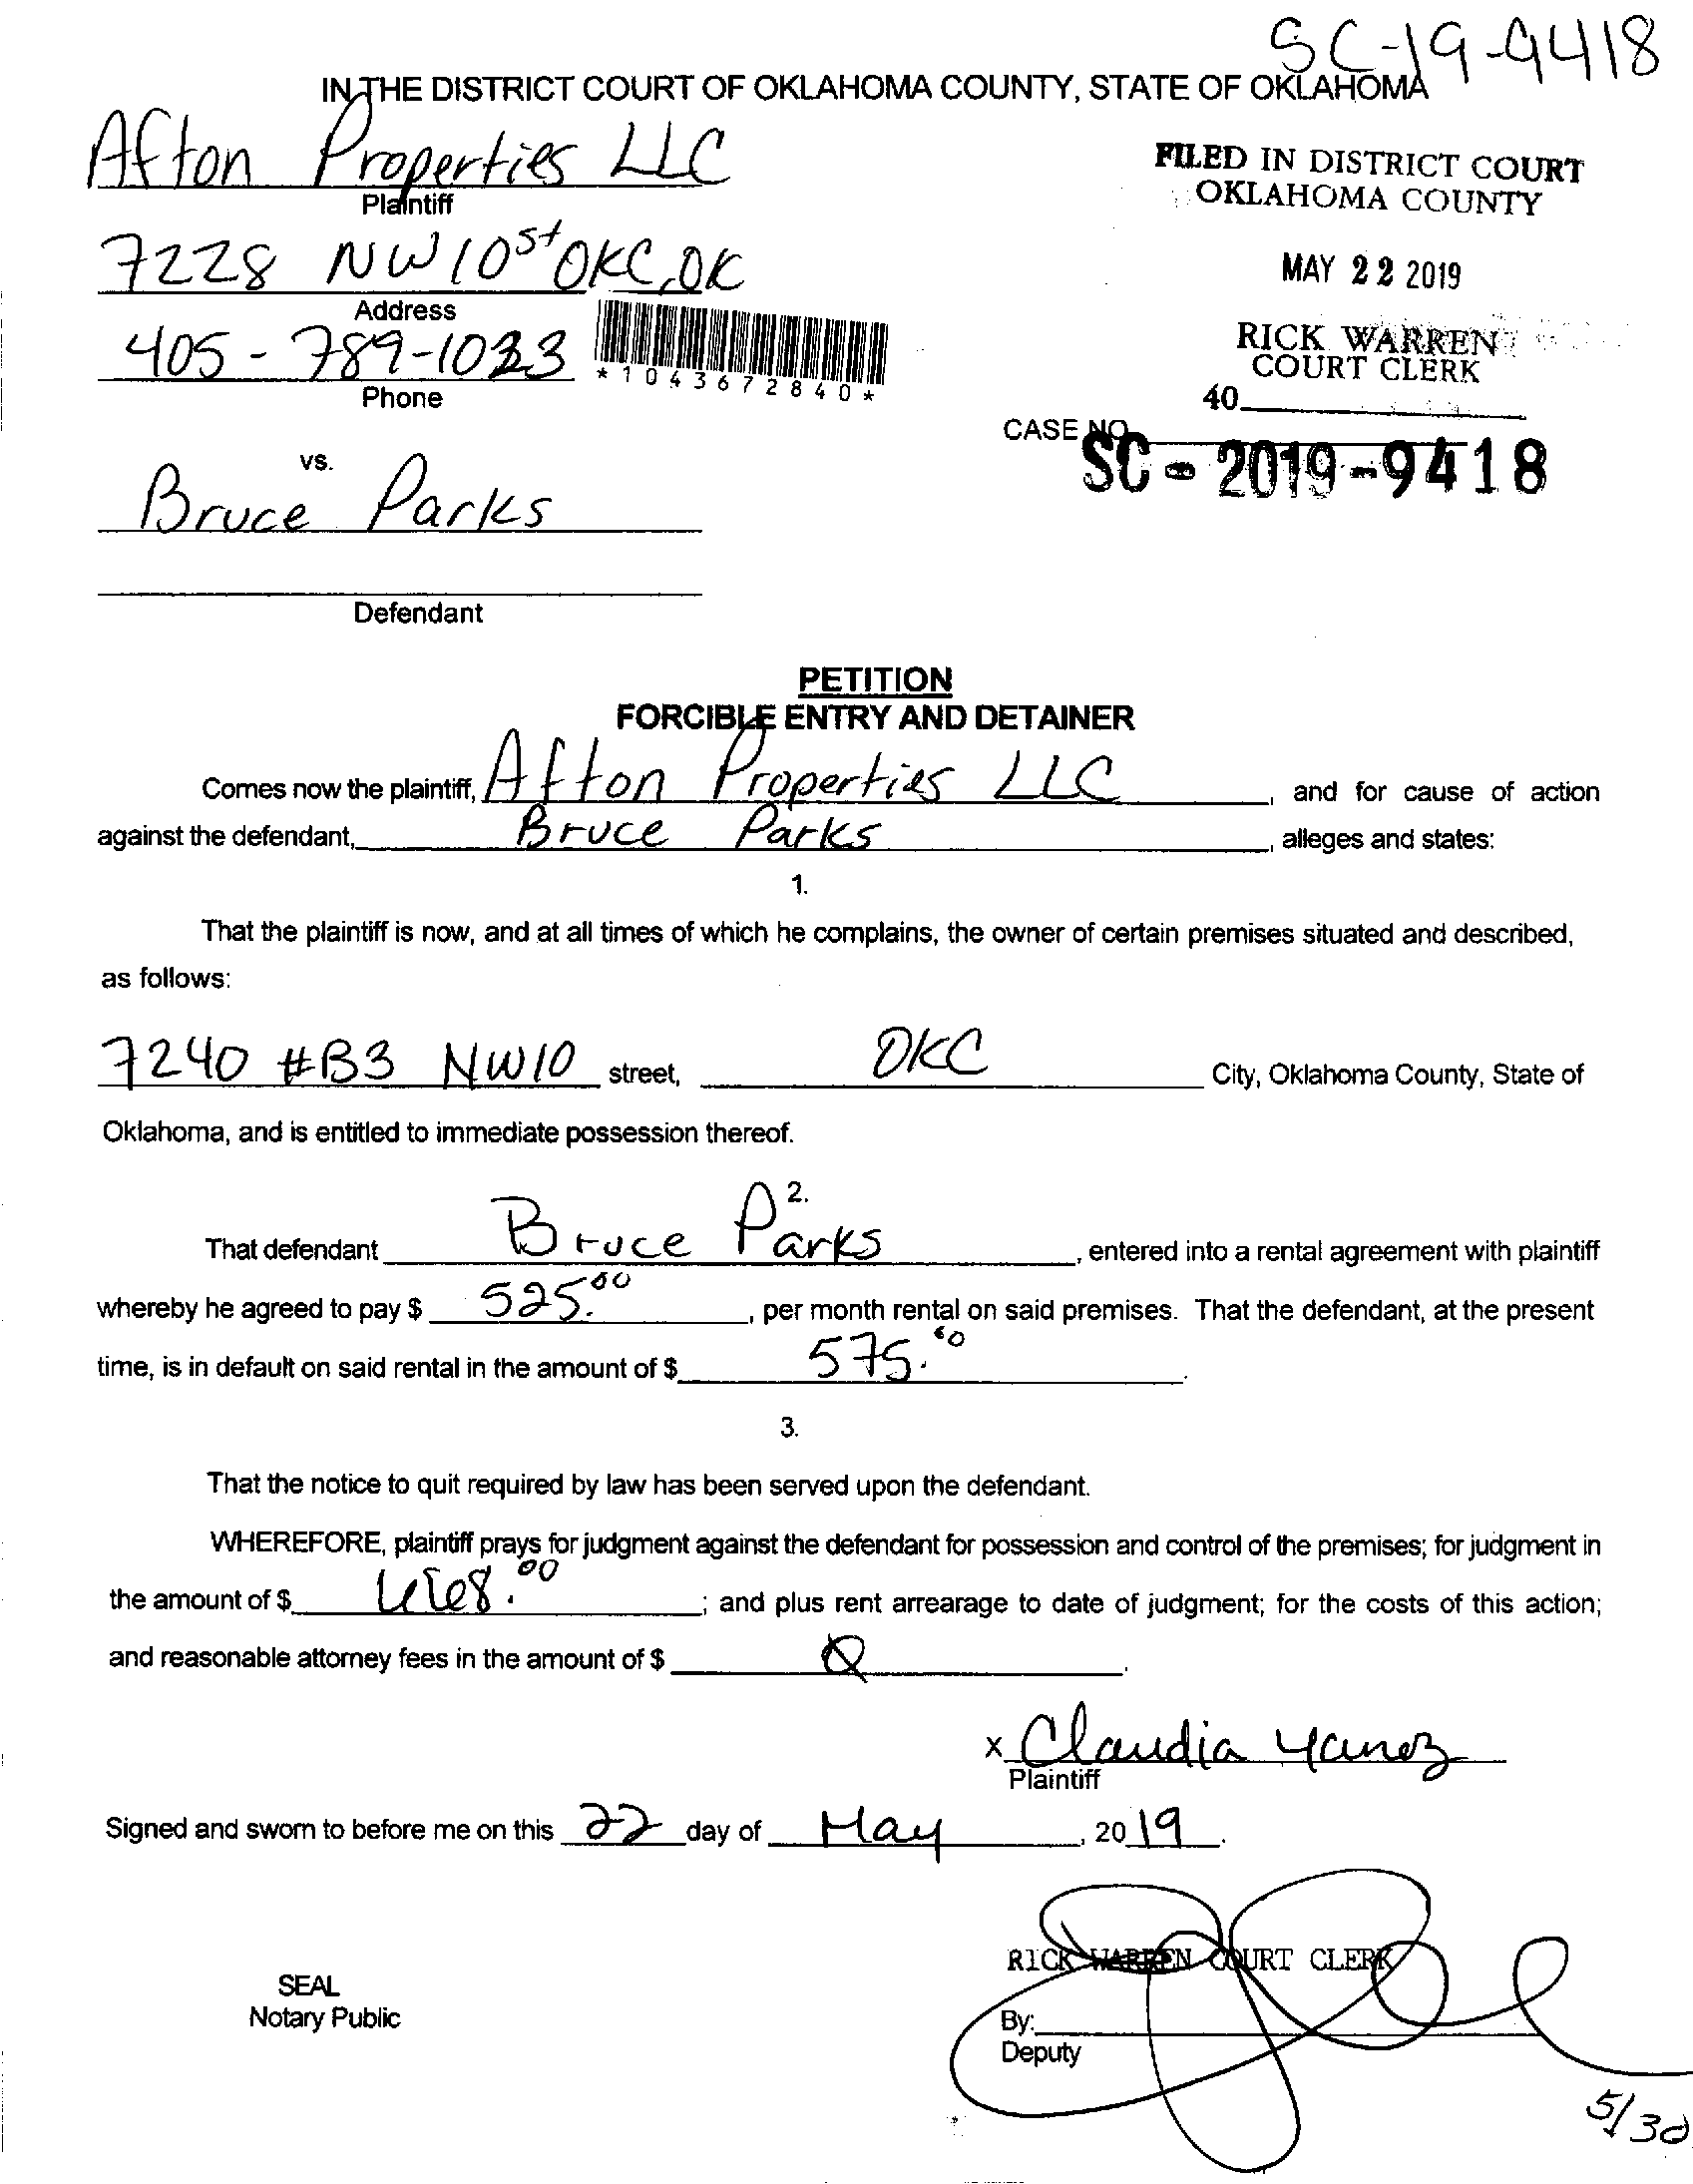 SC-19-9418
IN THE DISTRICT COURT OF OKLAHOMA COUNTY, STATE OF OKLAHOMA
Afton Properties LLC
Plaintiff
FILED IN DISTRICT COURT
OKLAHOMA COUNTY
7228 NW 10 St OKC, OK
Address
MAY 22 2019
405-789-1033
Phone
*1043672840*
RICK WARREN
COURT CLERK
40
CASE NO.
SC-2019-9418
vs.
Bruce Parks
Defendant
PETITION
FORCIBLE ENTRY AND DETAINER
Comes now the plaintiff, Afton Properties LLC, and for cause of action
against the defendant, Bruce Parks, alleges and states:
1.
That the plaintiff is now, and at all times of which he complains, the owner of certain premises situated and described,
as follows:
7240 #B3 NW10 street, OKC City, Oklahoma County, State of
Oklahoma, and is entitled to immediate possession thereof.
2.
That defendant Bruce Parks, entered into a rental agreement with plaintiff
whereby he agreed to pay $ 525.00, per month rental on said premises. That the defendant, at the present
time, is in default on said rental in the amount of $ 575.00.
3.
That the notice to quit required by law has been served upon the defendant.
WHEREFORE, plaintiff prays for judgment against the defendant for possession and control of the premises; for judgment in
the amount of $ ; and plus rent arrearage to date of judgment; for the costs of this action;
and reasonable attorney fees in the amount of $
x Claudia Yanez
Plaintiff
Signed and sworn to before me on this 22 day of May, 2019.
RICK WARREN COURT CLERK
SEAL
Notary Public
By:
Deputy
5/30